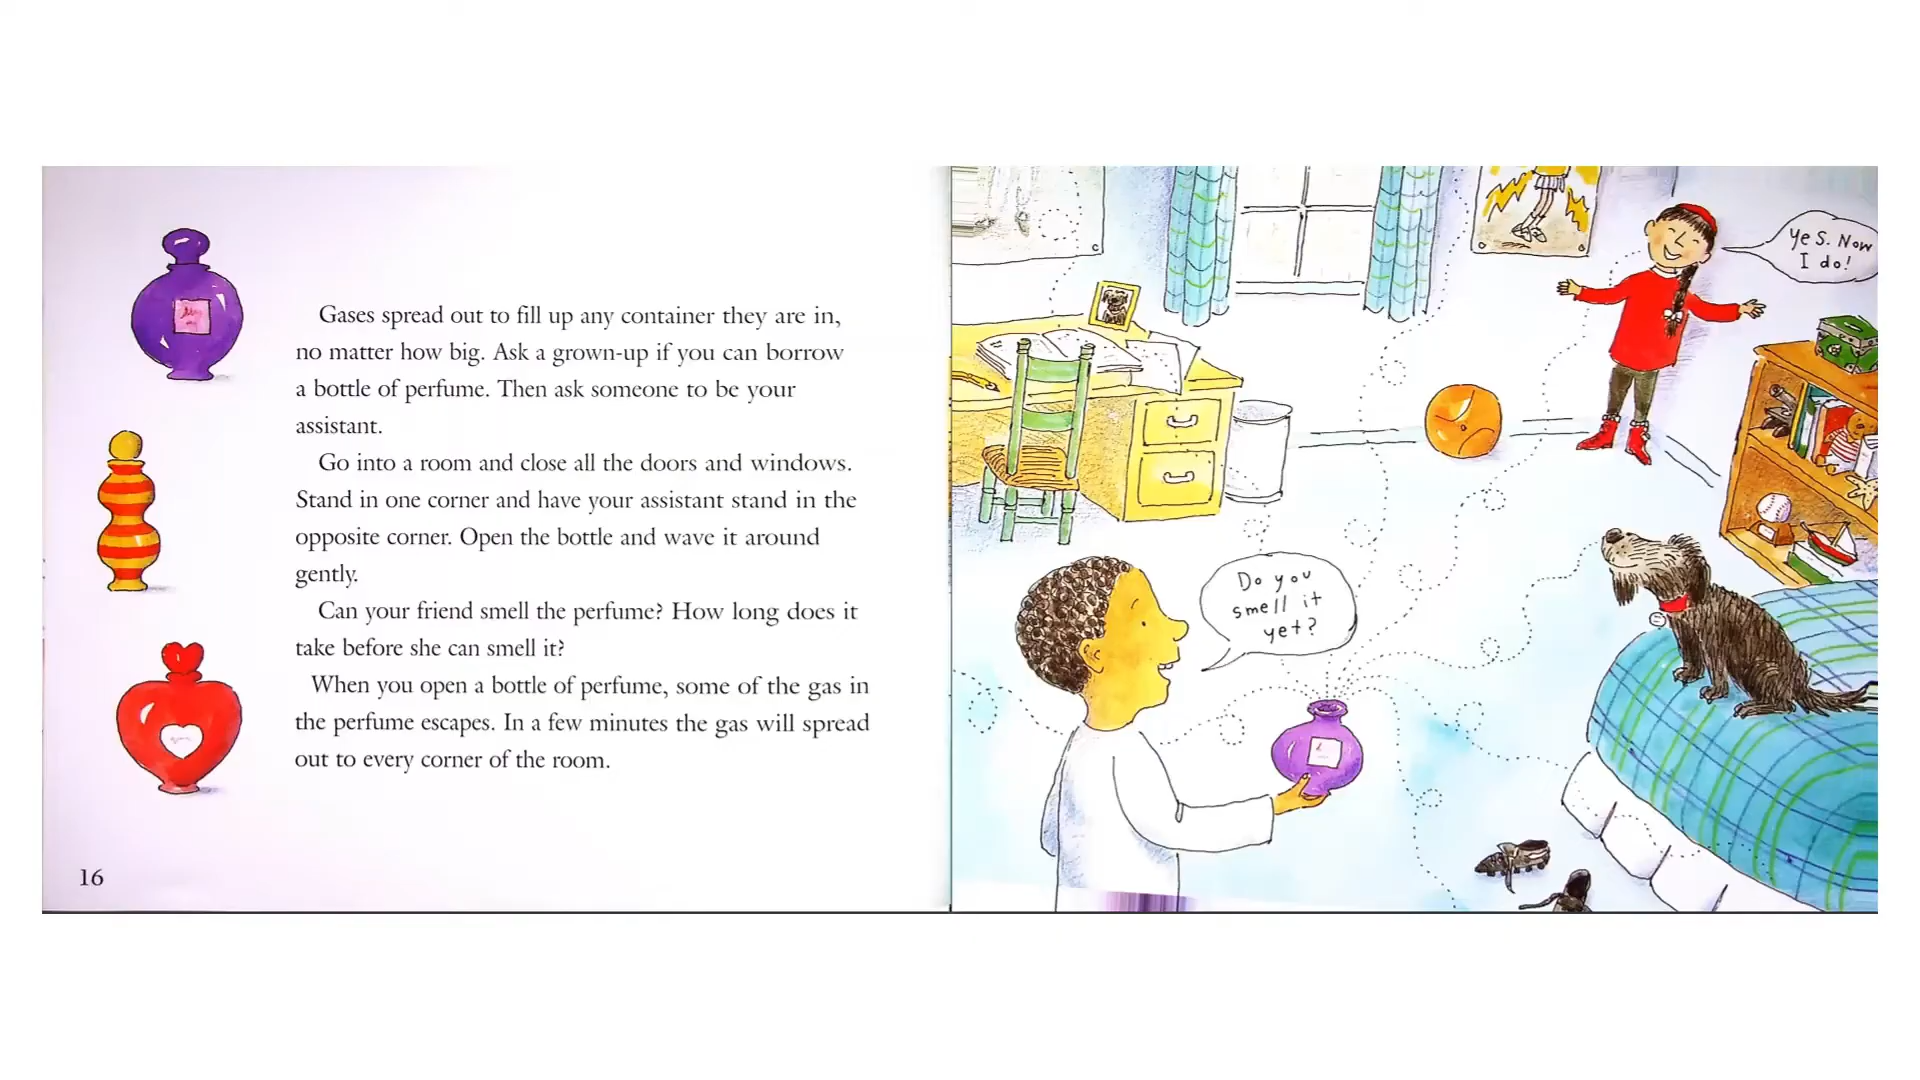 Gases spread out to fill up any container they are in,
no matter how big. Ask a grown-up if you can borrow
a bottle of perfume. Then ask someone to be your
assistant.
Go into a room and close all the doors and windows.
Stand in one corner and have your assistant stand in the
opposite corner. Open the bottle and wave it around
gently.
Can your friend smell the perfume? How long does it
take before she can smell it?
When you open a bottle of perfume, some of the gas in
the perfume escapes. In a few minutes the gas will spread
out to every corner of the room.
16
Yes. Now
I do!
Do you
smell it
yet?